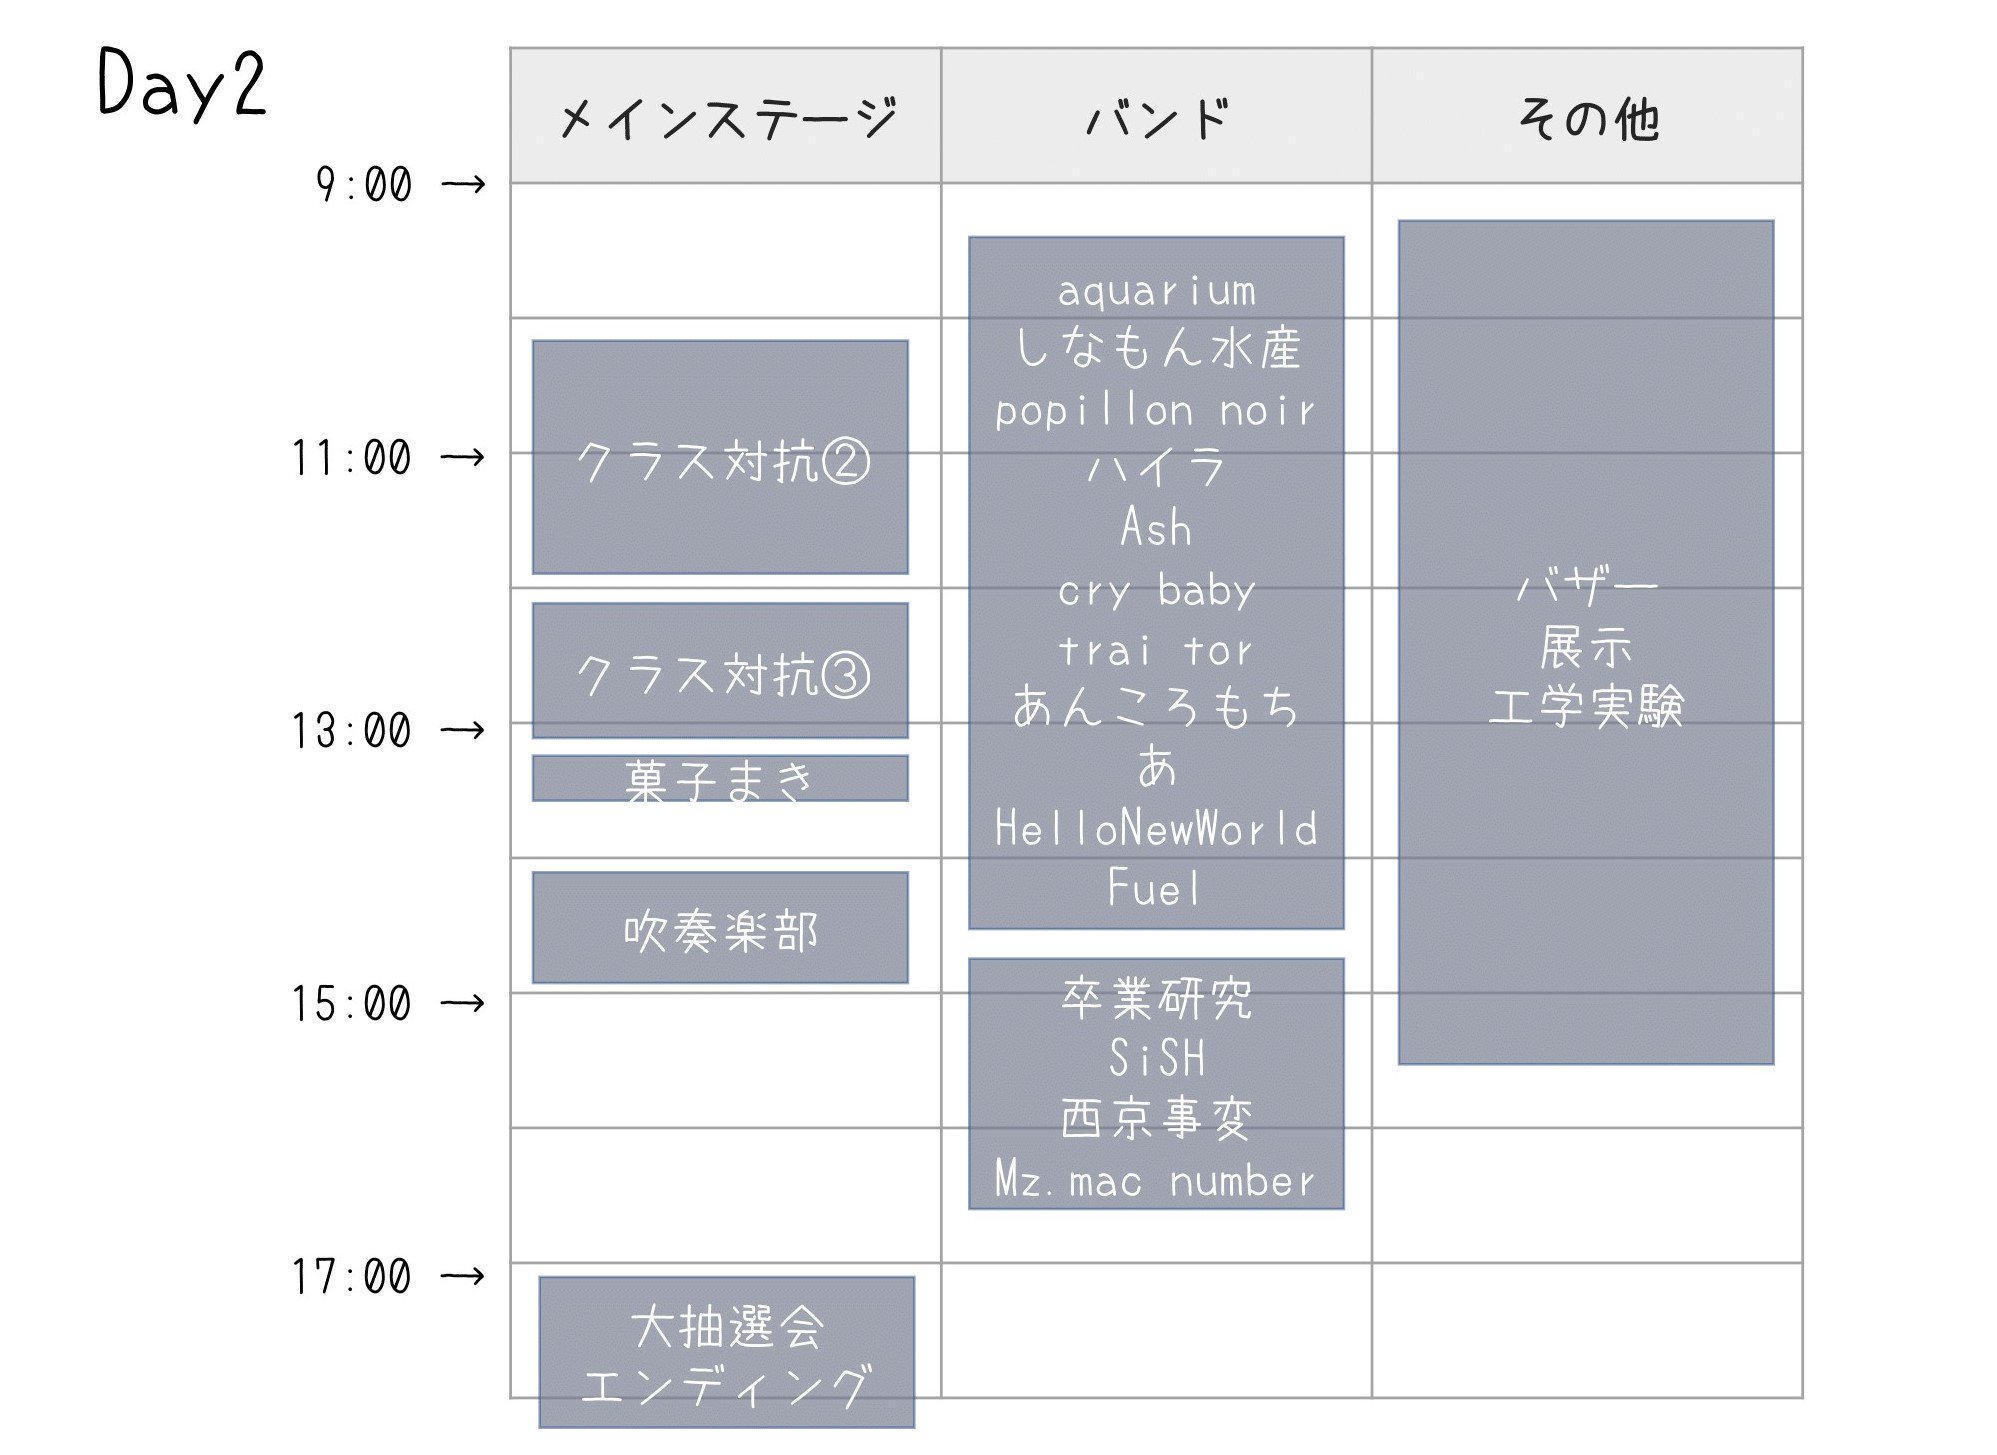 Day2
メインステージ
バンド
その他
9:00 →
11:00 →
13:00 →
15:00 →
17:00 →
クラス対抗②
クラス対抗③
菓子まき
吹奏楽部
大抽選会
エンディング
aquarium
しなもん水産
popillon noir
ハイラ
Ash
cry baby
trai tor
あんころもち
あ
HelloNewWorld
Fuel
卒業研究
SiSH
西京事変
Mz.mac number
バザー
展示
工学実験